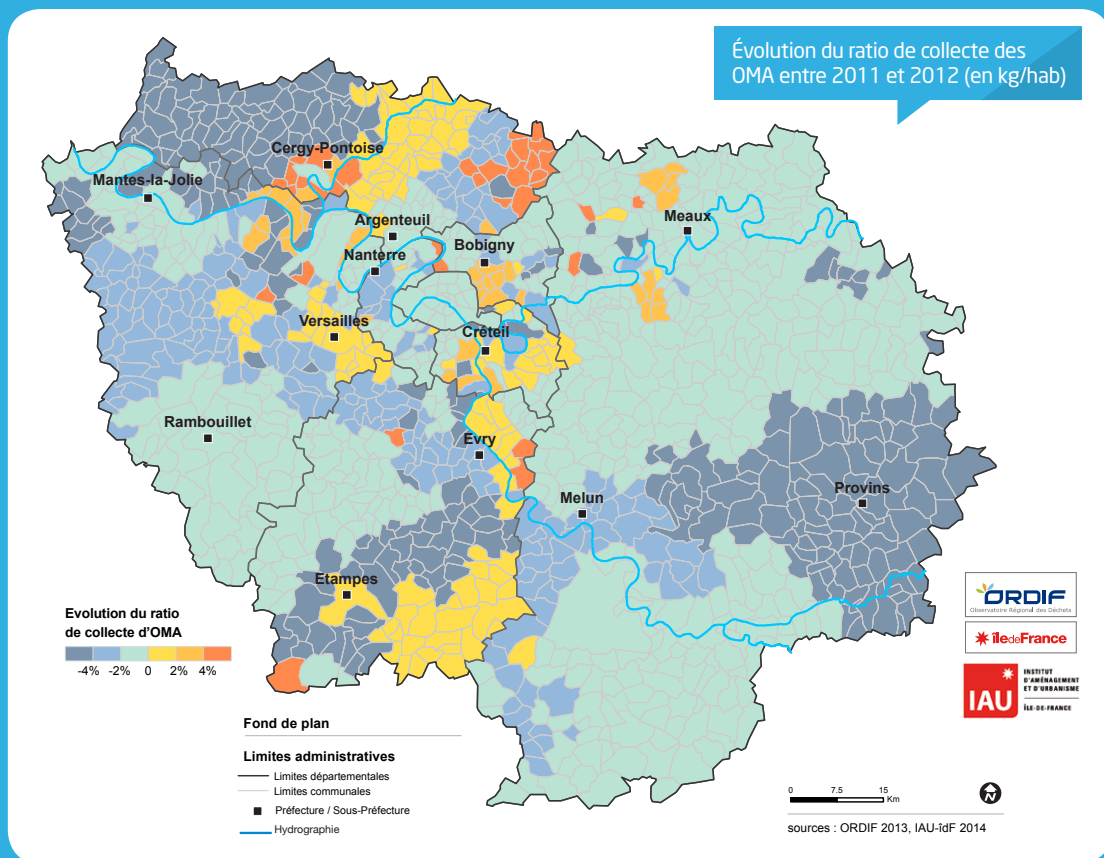 Évolution du ratio de collecte des
OMA entre 2011 et 2012 (en kg/hab)
Cergy-Pontoise
Mantes-la-Jolie
Argenteuil
Meaux
Bobigny
Nanterre
Versailles
Créteil
Rambouillet
Evry
Melun
Provins
Etampes
Evolution du ratio
de collecte d'OMA
-4% -2% 0 2% 4%
Fond de plan
Limites administratives
Limites départementales
Limites communales
Préfecture / Sous-Préfecture
Hydrographie
ORDIF
Observatoire Régional des Déchets
îledeFrance
IAU
INSTITUT
D'AMÉNAGEMENT
ET D'URBANISME
ÎLE-DE-FRANCE
0 7.5 15
Km
N
sources : ORDIF 2013, IAU-îdF 2014